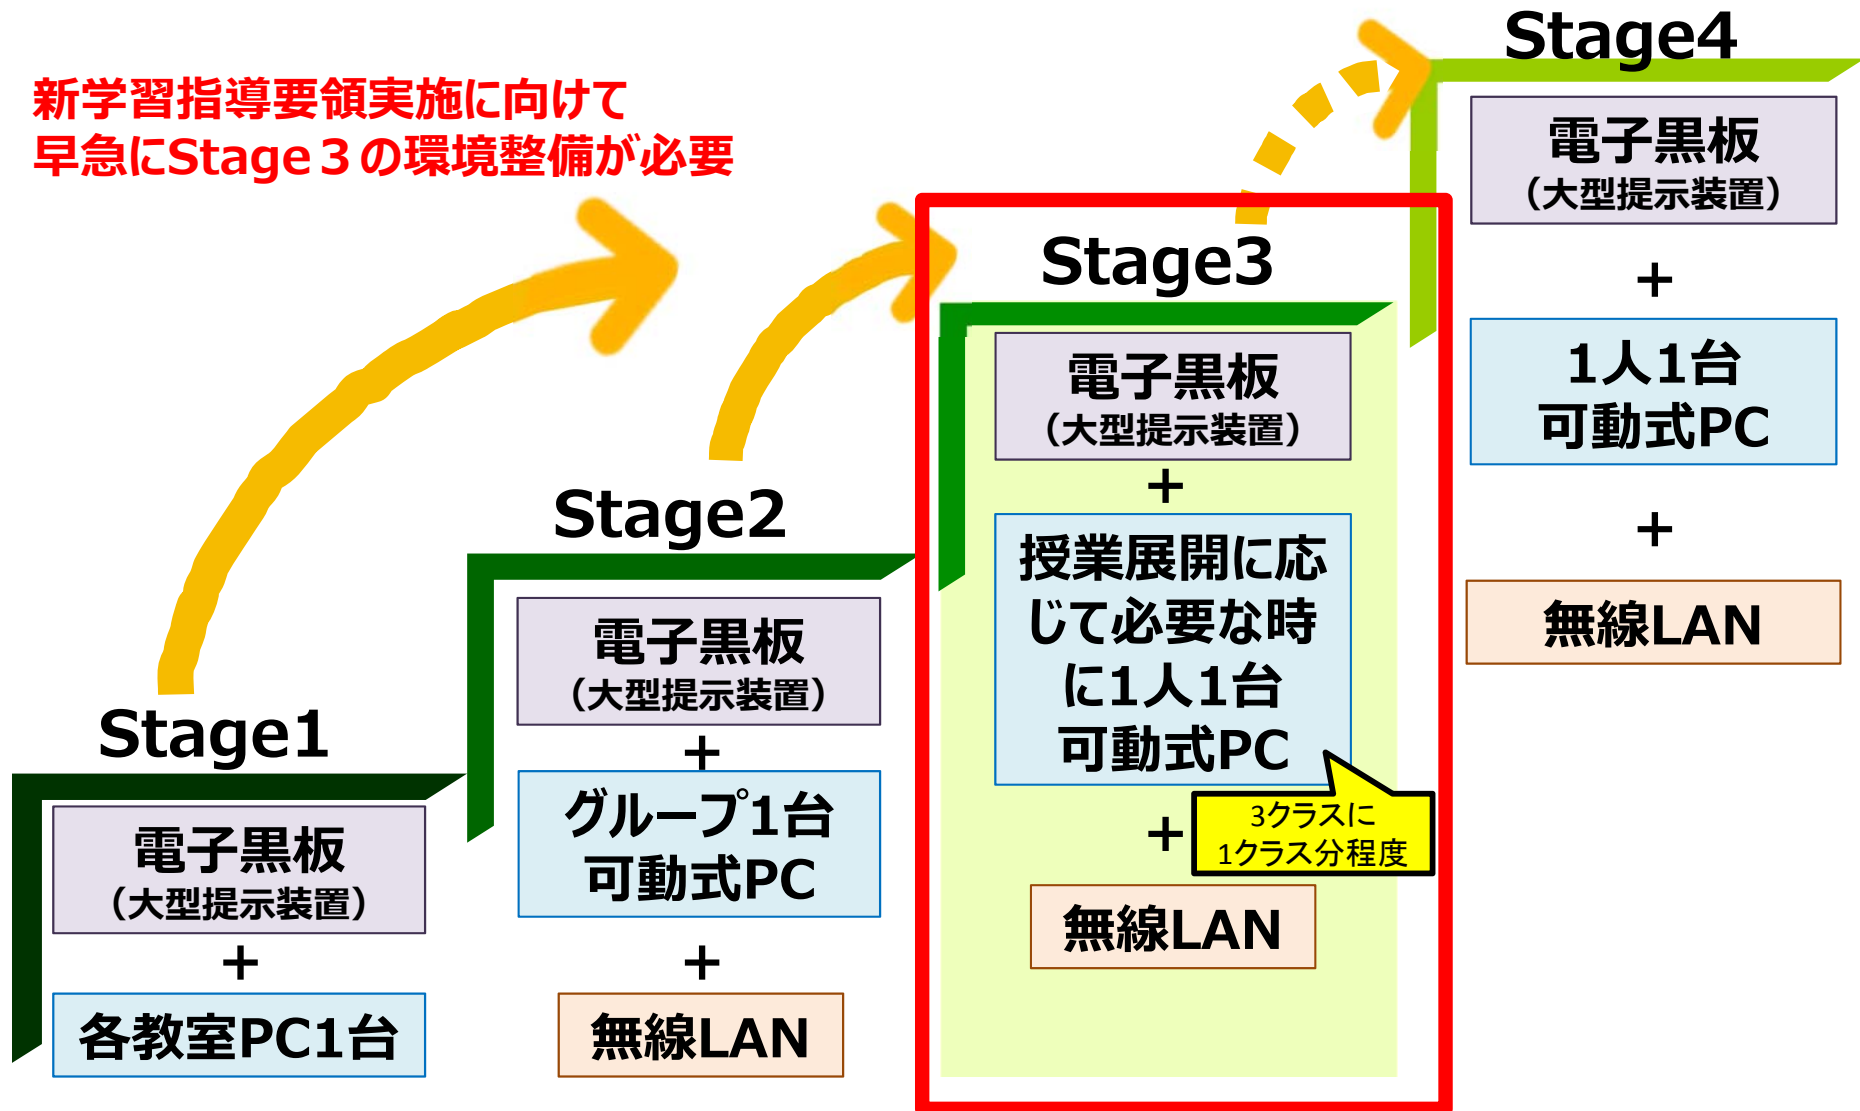 新学習指導要領実施に向けて
早急にStage３の環境整備が必要
Stage1
電子黒板
（大型提示装置）
+
各教室PC1台
Stage2
電子黒板
（大型提示装置）
+
グループ1台
可動式PC
+
無線LAN
Stage3
電子黒板
（大型提示装置）
+
授業展開に応
じて必要な時
に1人1台
可動式PC
3クラスに
1クラス分程度
+
無線LAN
Stage4
電子黒板
（大型提示装置）
+
1人1台
可動式PC
+
無線LAN